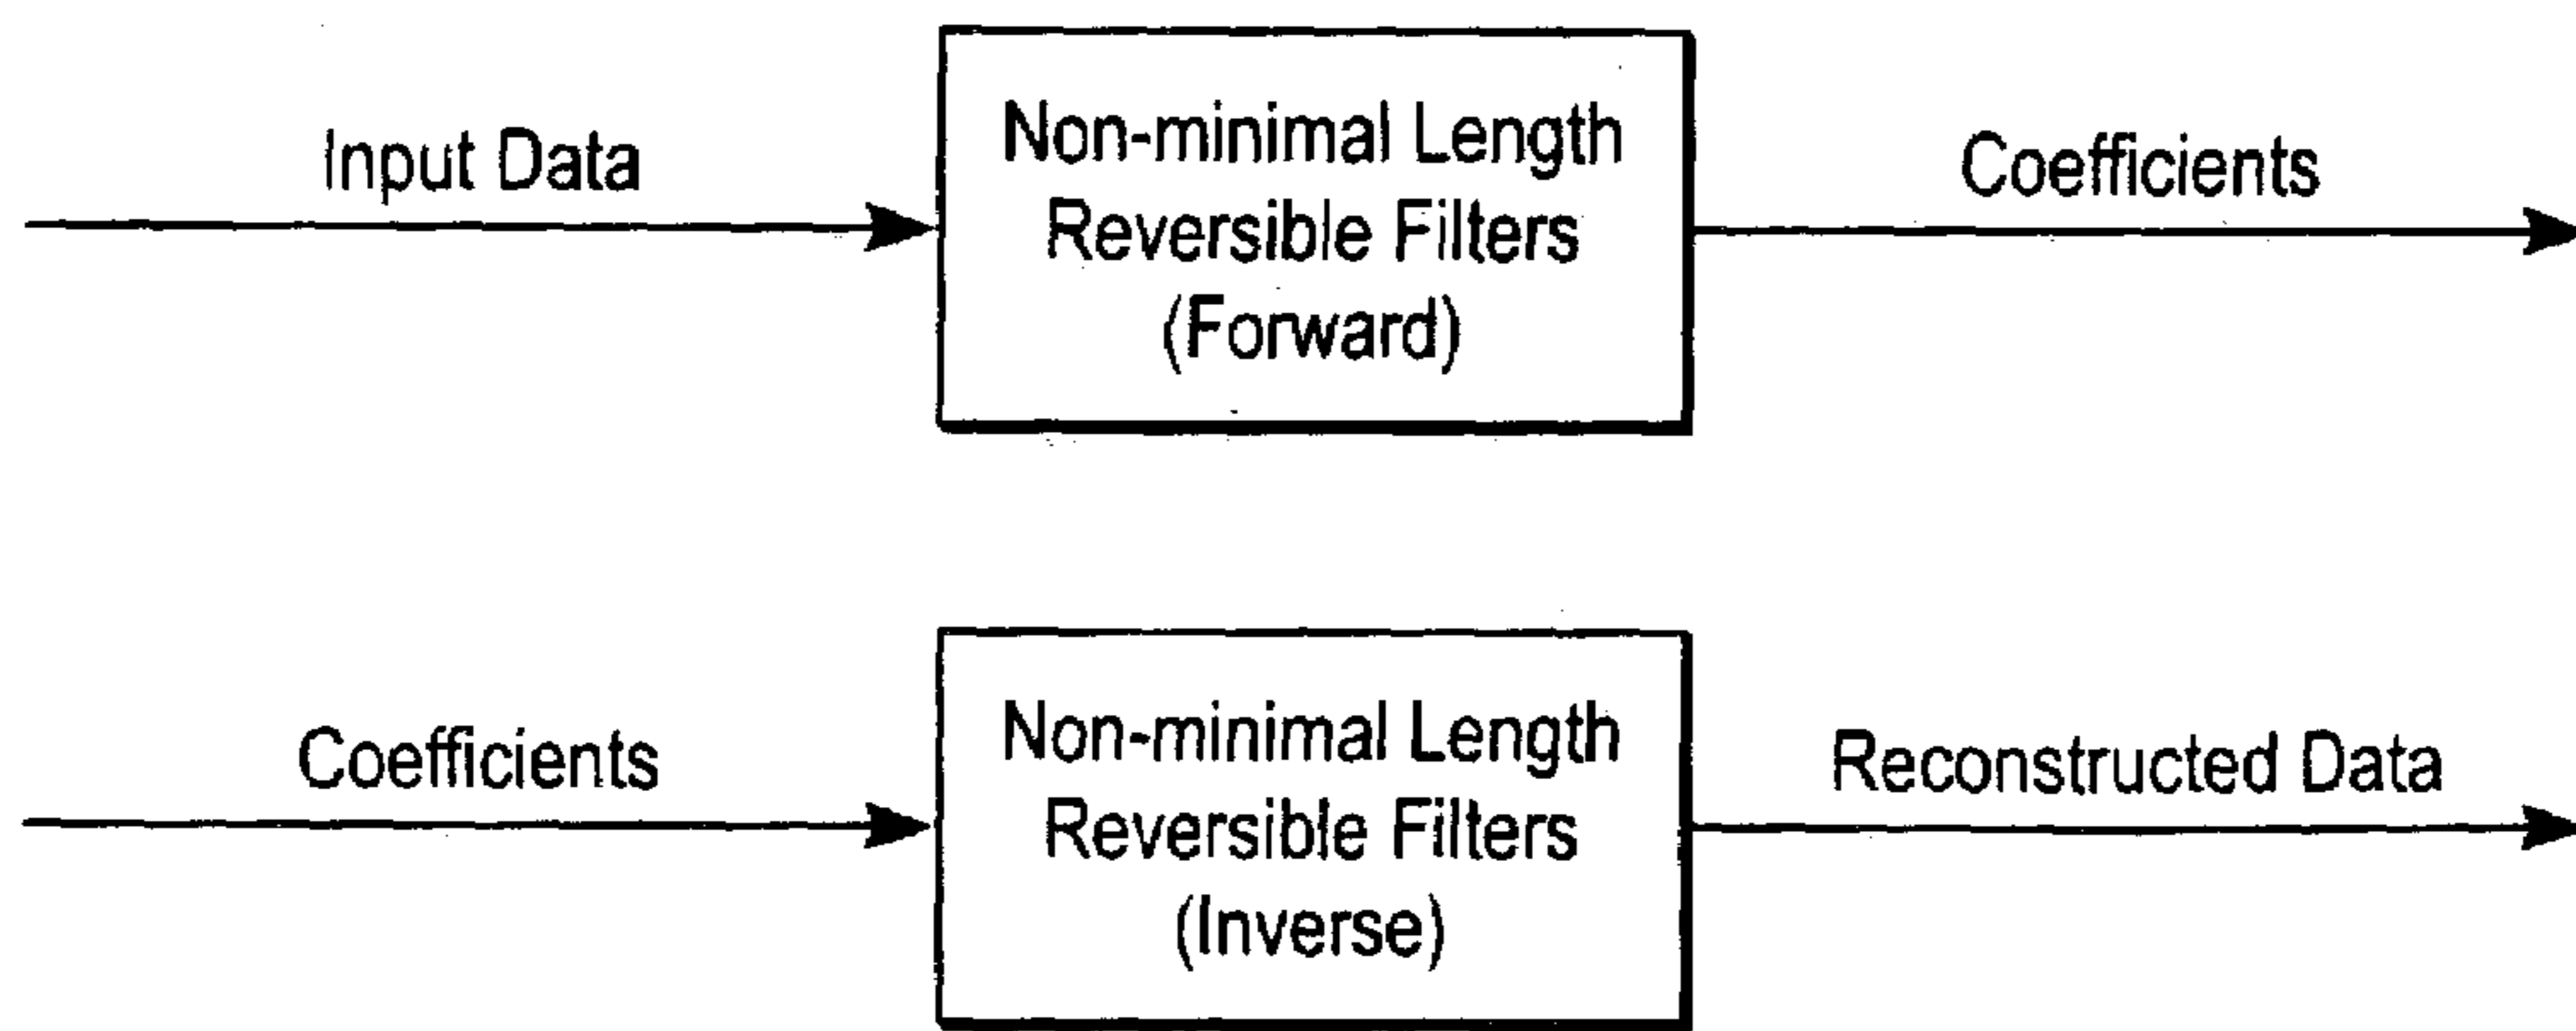 Input Data
Non-minimal Length
Reversible Filters
(Forward)
Coefficients
Coefficients
Non-minimal Length
Reversible Filters
(Inverse)
Reconstructed Data